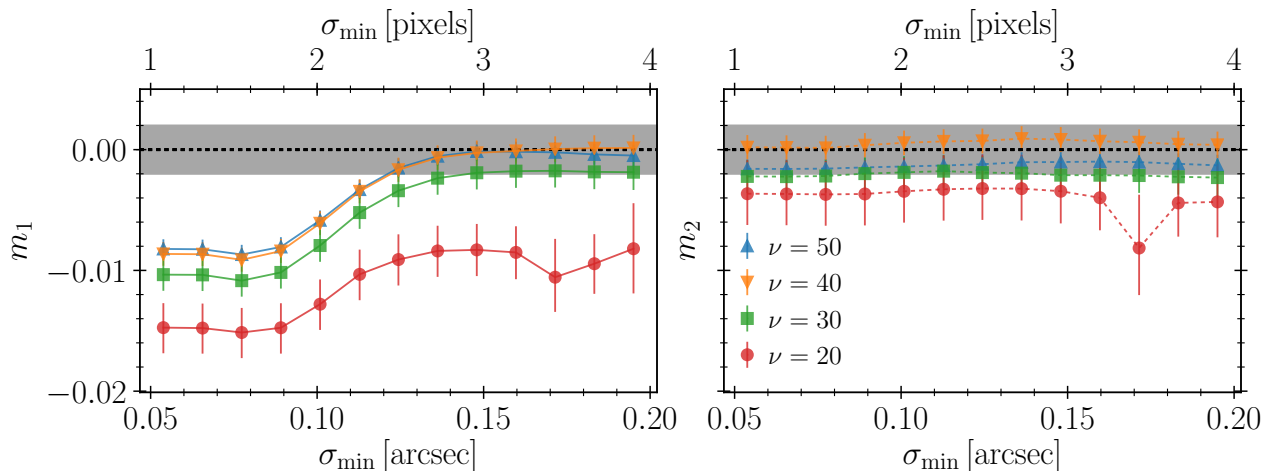 σmin [pixels]
1 2 3 4
m1
0.00
−0.01
−0.02
0.05 0.10 0.15 0.20
σmin [arcsec]
σmin [pixels]
1 2 3 4
m2
ν = 50
ν = 40
ν = 30
ν = 20
0.05 0.10 0.15 0.20
σmin [arcsec]